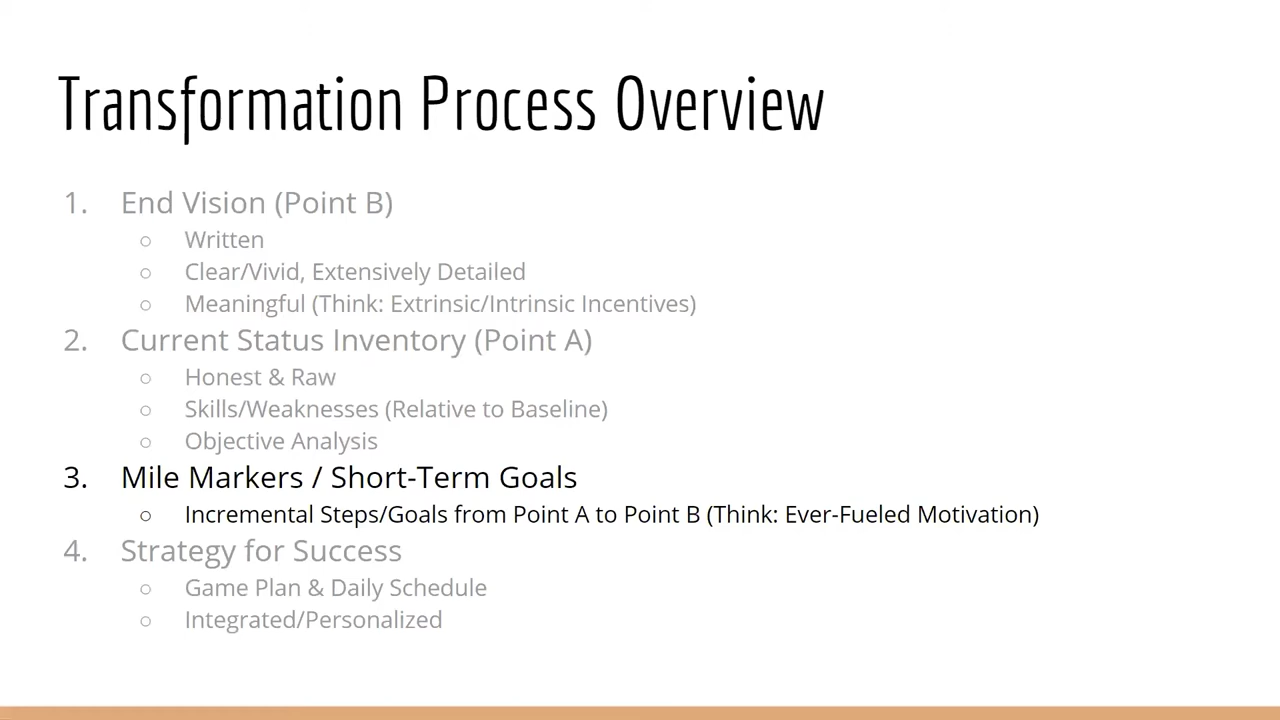 Transformation Process Overview
1. End Vision (Point B)
○ Written
○ Clear/Vivid, Extensively Detailed
○ Meaningful (Think: Extrinsic/Intrinsic Incentives)
2. Current Status Inventory (Point A)
○ Honest & Raw
○ Skills/Weaknesses (Relative to Baseline)
○ Objective Analysis
3. Mile Markers / Short-Term Goals
○ Incremental Steps/Goals from Point A to Point B (Think: Ever-Fueled Motivation)
4. Strategy for Success
○ Game Plan & Daily Schedule
○ Integrated/Personalized